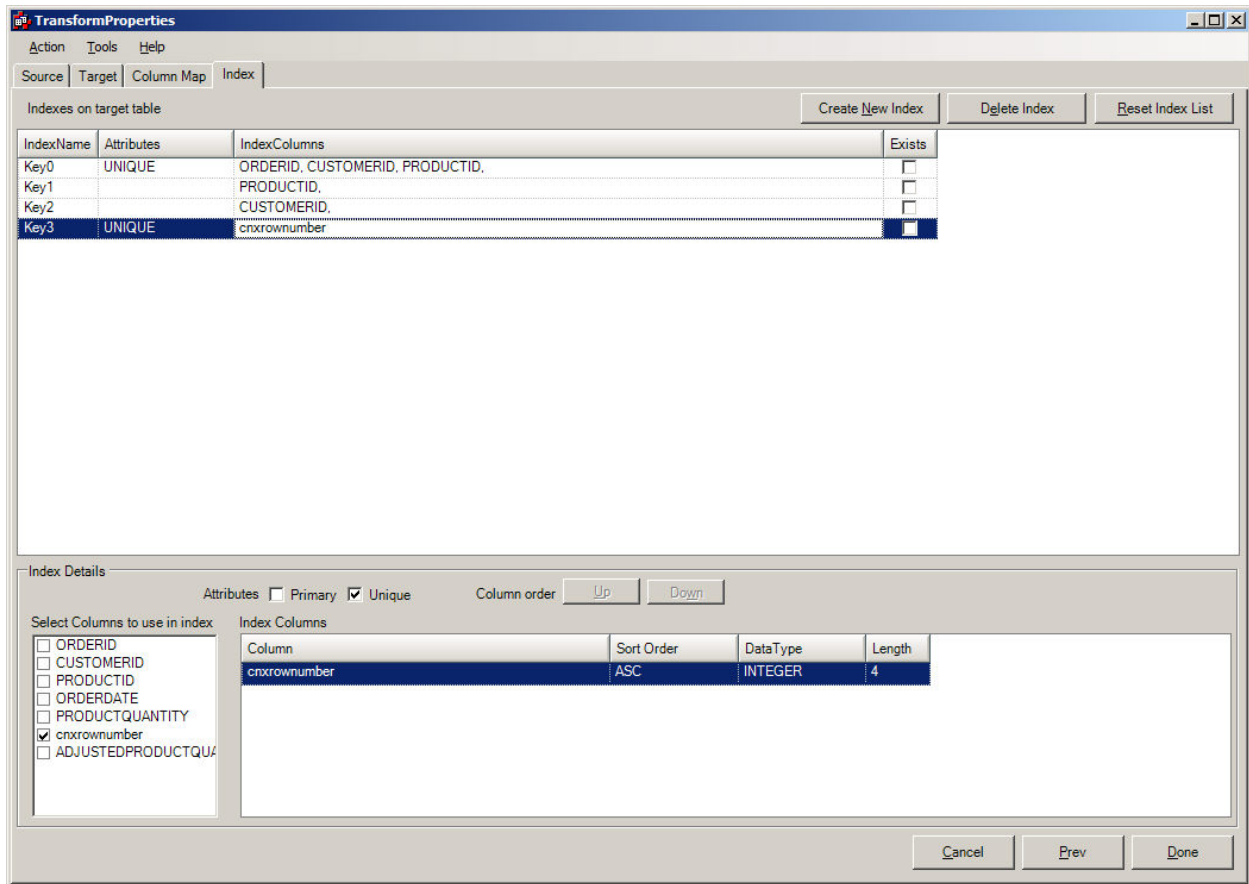 TransformProperties
Action Tools Help
Source Target Column Map Index
Indexes on target table Create New Index Delete Index Reset Index List
IndexName Attributes IndexColumns Exists
Key0 UNIQUE ORDERID, CUSTOMERID, PRODUCTID,
Key1 PRODUCTID,
Key2 CUSTOMERID,
Key3 UNIQUE cnxrownumber
Index Details
Attributes Primary Unique Column order Up Down
Select Columns to use in index Index Columns
ORDERID
CUSTOMERID
PRODUCTID
ORDERDATE
PRODUCTQUANTITY
cnxrownumber
ADJUSTEDPRODUCTQUA
Column Sort Order DataType Length
cnxrownumber ASC INTEGER 4
Cancel Prev Done